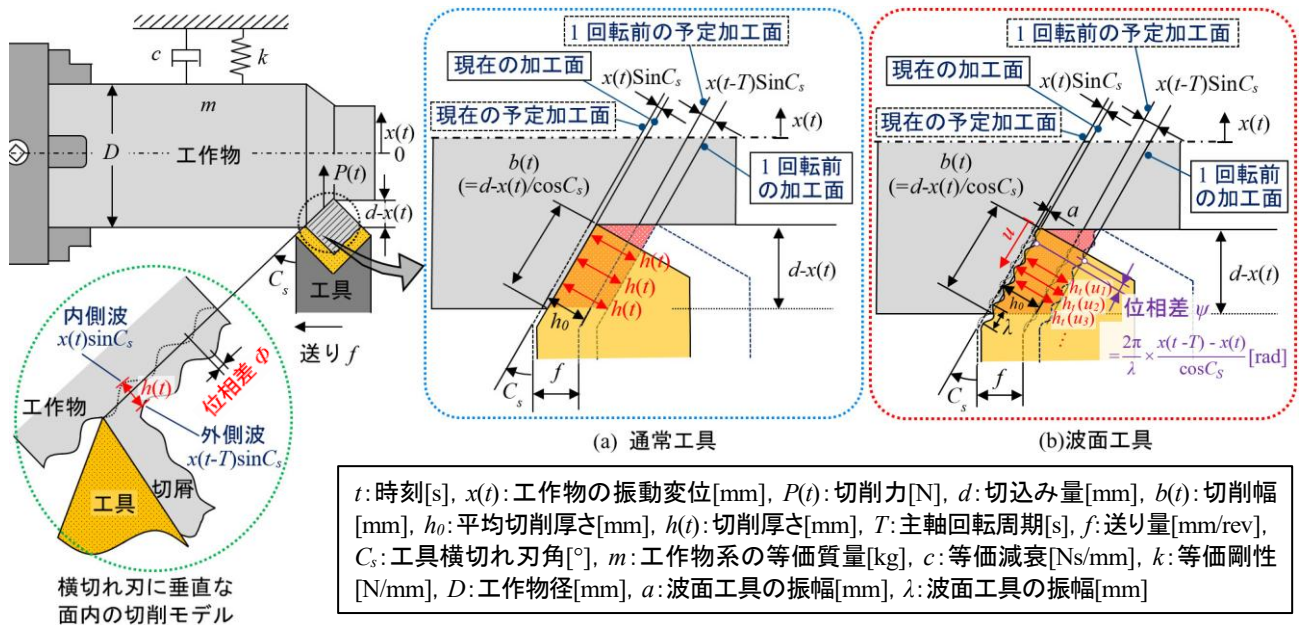 c
k
m
D
工作物
x(t)
0
P(t)
d-x(t)
C_s
工具
送り f
内側波
x(t)sinC_s
h(t)
位相差 Φ
工作物
外側波
x(t-T)sinC_s
工具
切屑
横切れ刃に垂直な
面内の切削モデル
1 回転前の予定加工面
現在の加工面
x(t)SinC_s
x(t-T)SinC_s
現在の予定加工面
x(t)
b(t)
(=d-x(t)/cosC_s)
1 回転前
の加工面
h(t)
h(t)
h(t)
d-x(t)
h_0
C_s
f
(a) 通常工具
1 回転前の予定加工面
現在の加工面
x(t)SinC_s
x(t-T)SinC_s
現在の予定加工面
x(t)
b(t)
(=d-x(t)/cosC_s)
a
1 回転前
の加工面
u
h_t(u_1)
h_t(u_2)
h_t(u_3)
⋮
h_0
λ
d-x(t)
位相差 ψ
= 2π/λ × x(t-T) - x(t)/cosC_S [rad]
C_s
f
(b)波面工具
t:時刻[s], x(t):工作物の振動変位[mm], P(t):切削力[N], d:切込み量[mm], b(t):切削幅
[mm], h_0:平均切削厚さ[mm], h(t):切削厚さ[mm], T:主軸回転周期[s], f:送り量[mm/rev],
C_s:工具横切れ刃角[°], m:工作物系の等価質量[kg], c:等価減衰[Ns/mm], k:等価剛性
[N/mm], D:工作物径[mm], a:波面工具の振幅[mm], λ:波面工具の振幅[mm]